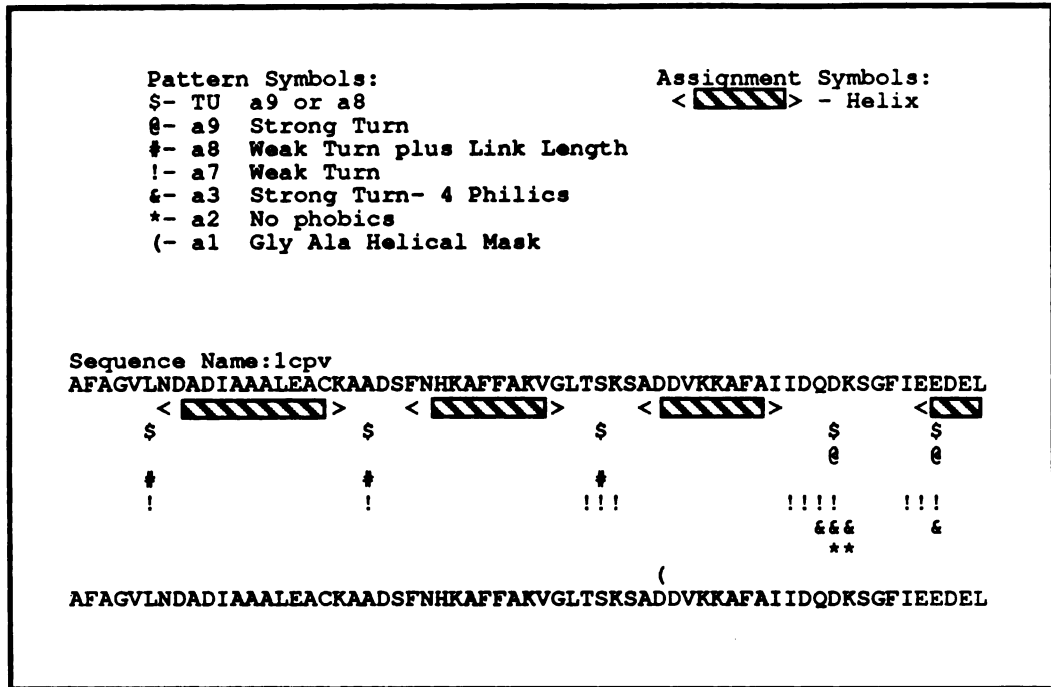 Pattern Symbols: Assignment Symbols:
$- TU a9 or a8 < > - Helix
@- a9 Strong Turn
#- a8 Weak Turn plus Link Length
!- a7 Weak Turn
&- a3 Strong Turn- 4 Philics
*- a2 No phobics
(- a1 Gly Ala Helical Mask
Sequence Name:1cpv
AFAGVLNDADIAAALEACKAADSFNHKAFFAKVGLTSKSADDVKKAFAIIDQDKSGFIEEDEL
< > < > < > <
$ $ $ $ $
@ @
# # #
! ! !!! !!!! !!!
&&& &
**
(
AFAGVLNDADIAAALEACKAADSFNHKAFFAKVGLTSKSADDVKKAFAIIDQDKSGFIEEDEL